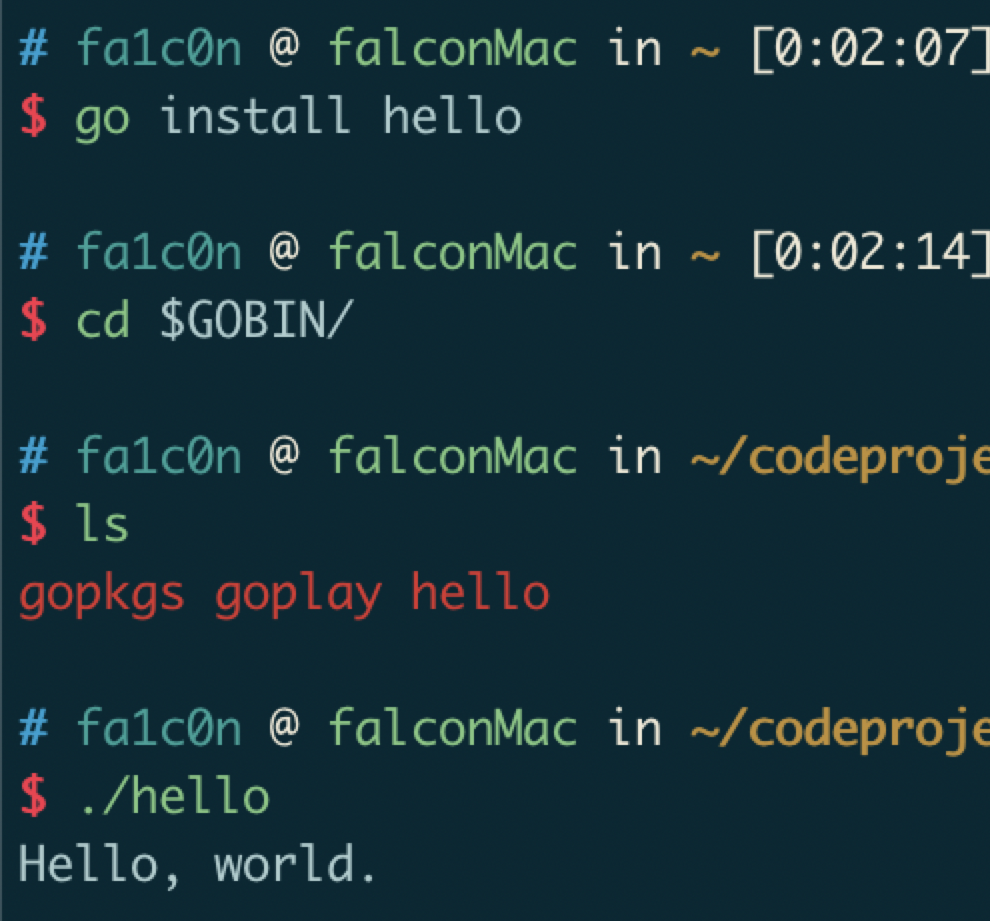 # fa1c0n @ falconMac in ~ [0:02:07]
$ go install hello
# fa1c0n @ falconMac in ~ [0:02:14]
$ cd $GOBIN/
# fa1c0n @ falconMac in ~/codeproje
$ ls
gopkgs goplay hello
# fa1c0n @ falconMac in ~/codeproje
$ ./hello
Hello, world.